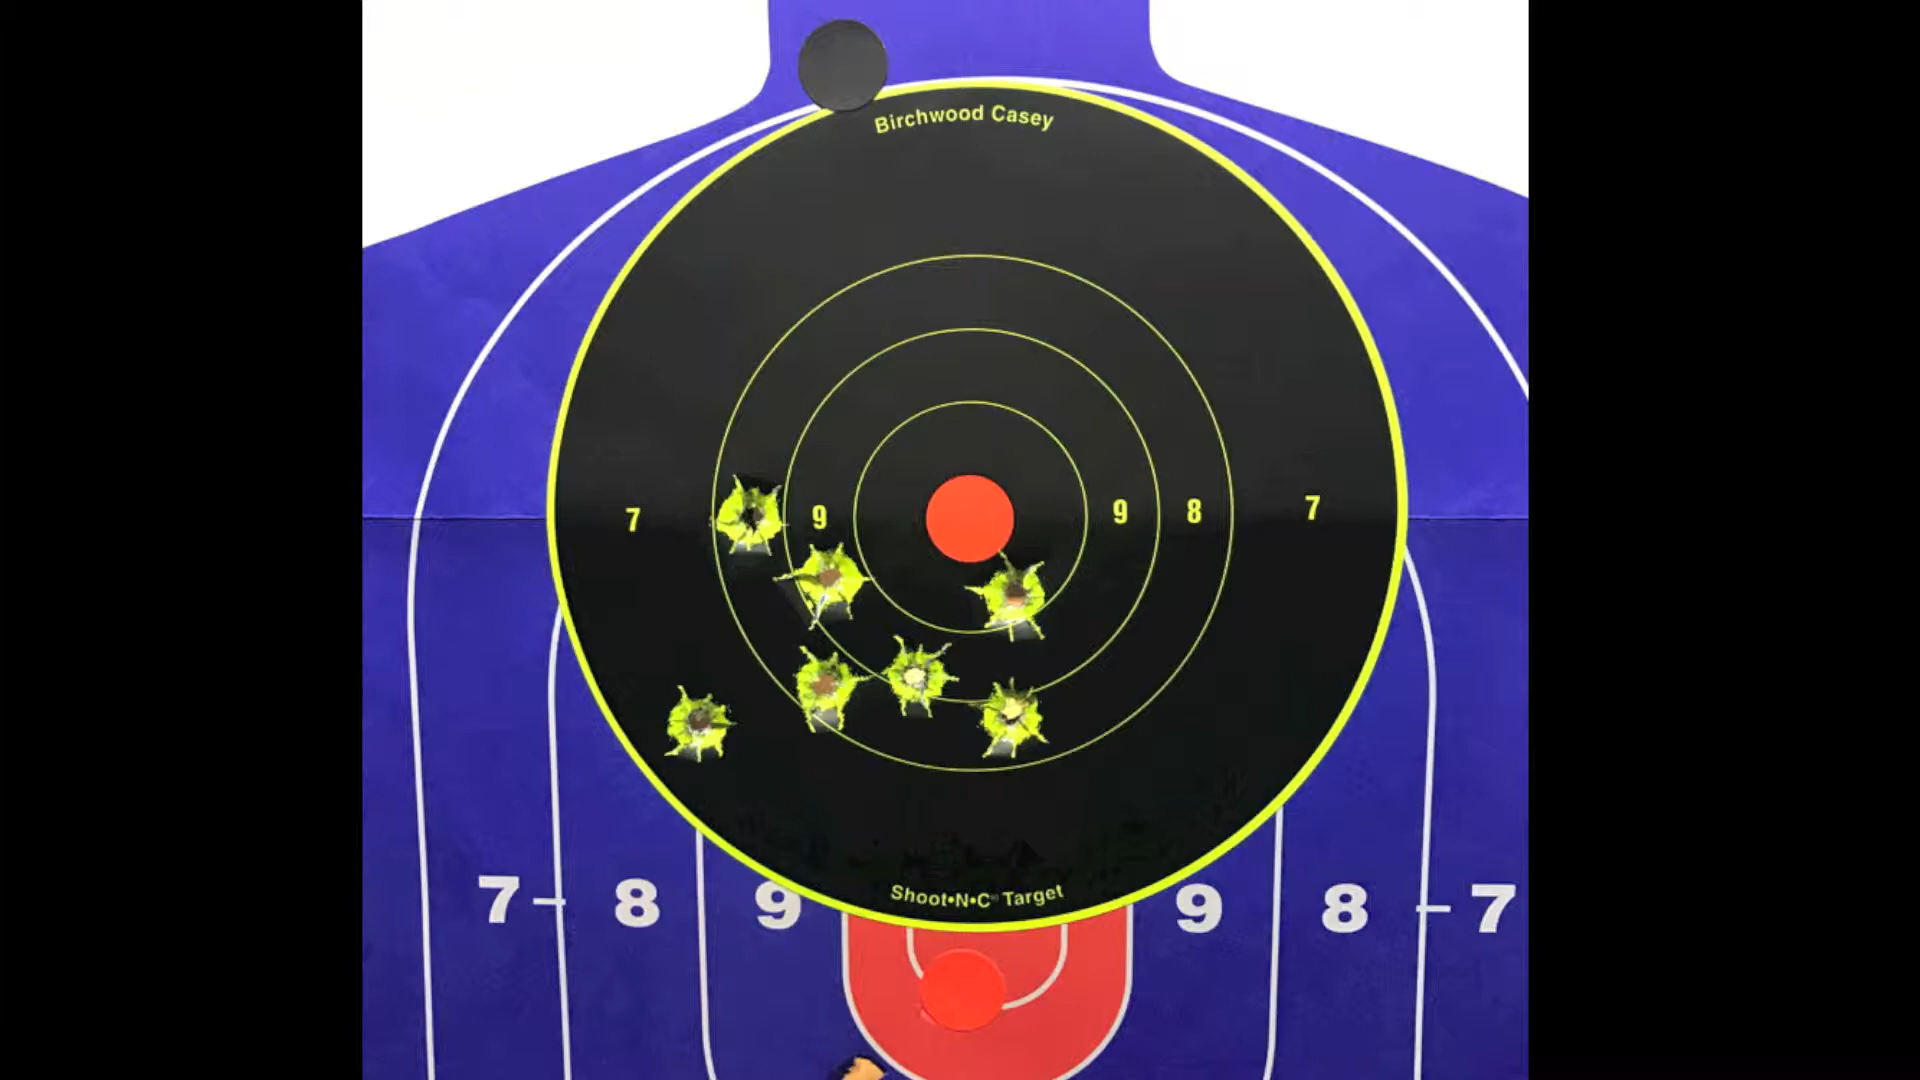 Birchwood Casey
7 9 9 8 7
Shoot•N•C® Target
7 8 9 9 8 7